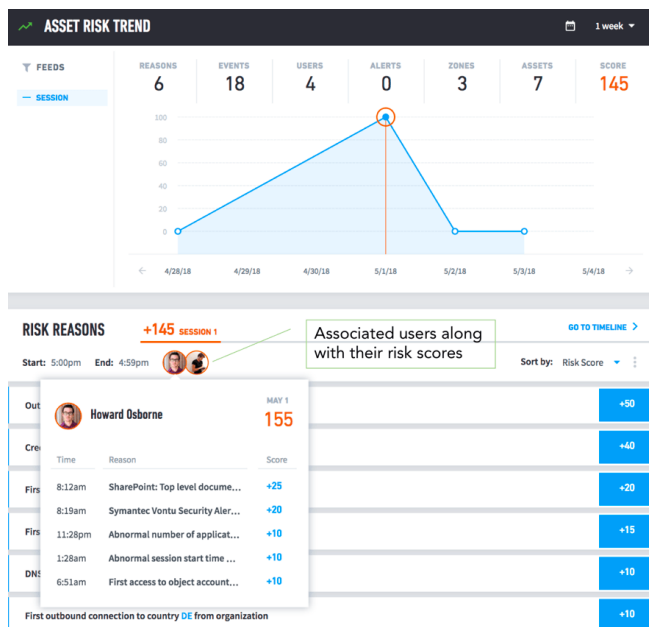 ASSET RISK TREND
1 week
FEEDS
SESSION
REASONS EVENTS USERS ALERTS ZONES ASSETS SCORE
6 18 4 0 3 7 145
100
80
60
40
20
0
4/28/18 4/29/18 4/30/18 5/1/18 5/2/18 5/3/18 5/4/18
RISK REASONS +145 SESSION 1 GO TO TIMELINE
Associated users along
with their risk scores
Start: 5:00pm End: 4:59pm Sort by: Risk Score
Out +50
Howard Osborne MAY 1
155
Cre +40
Time Reason Score
8:12am SharePoint: Top level docume... +25
Firs +20
8:19am Symantec Vontu Security Aler... +20
Firs +15
11:28pm Abnormal number of applicat... +10
1:28am Abnormal session start time ... +10
DNS +10
6:51am First access to object account... +10
First outbound connection to country DE from organization +10